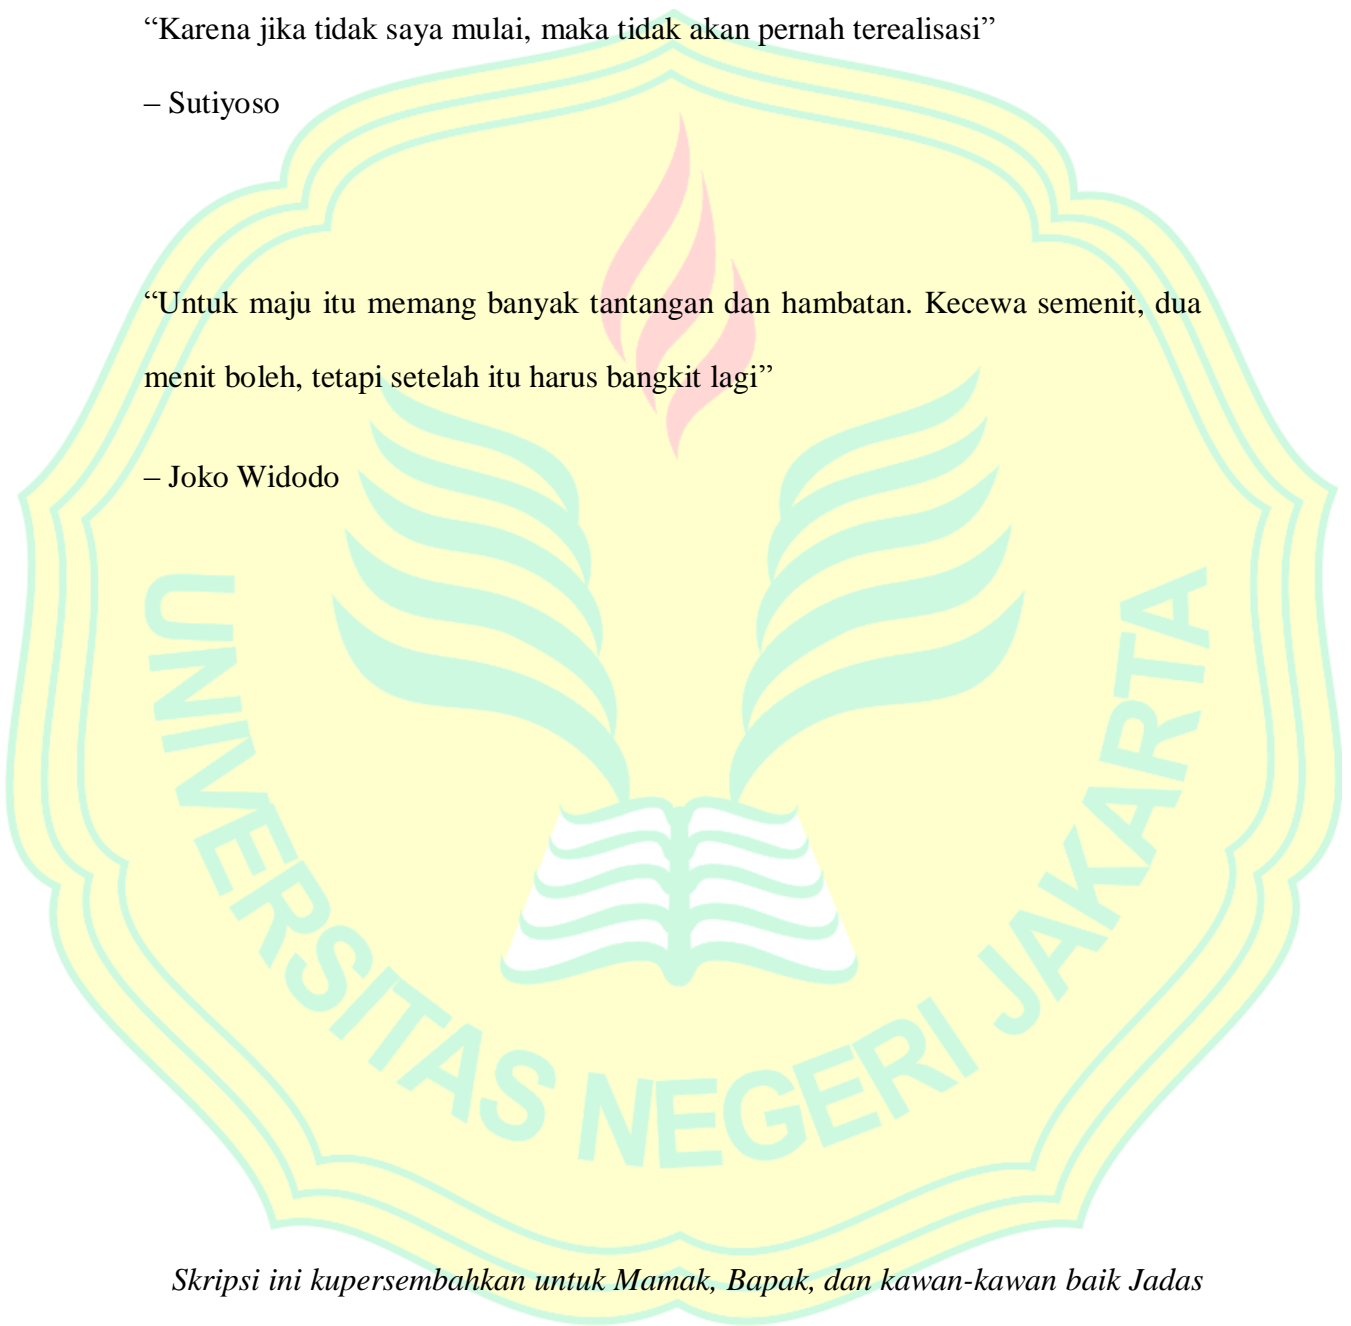 “Karena jika tidak saya mulai, maka tidak akan pernah terealisasi”
– Sutiyoso
“Untuk maju itu memang banyak tantangan dan hambatan. Kecewa semenit, dua
menit boleh, tetapi setelah itu harus bangkit lagi”
– Joko Widodo
UNIVERSITAS NEGERI JAKARTA
Skripsi ini kupersembahkan untuk Mamak, Bapak, dan kawan-kawan baik Jadas